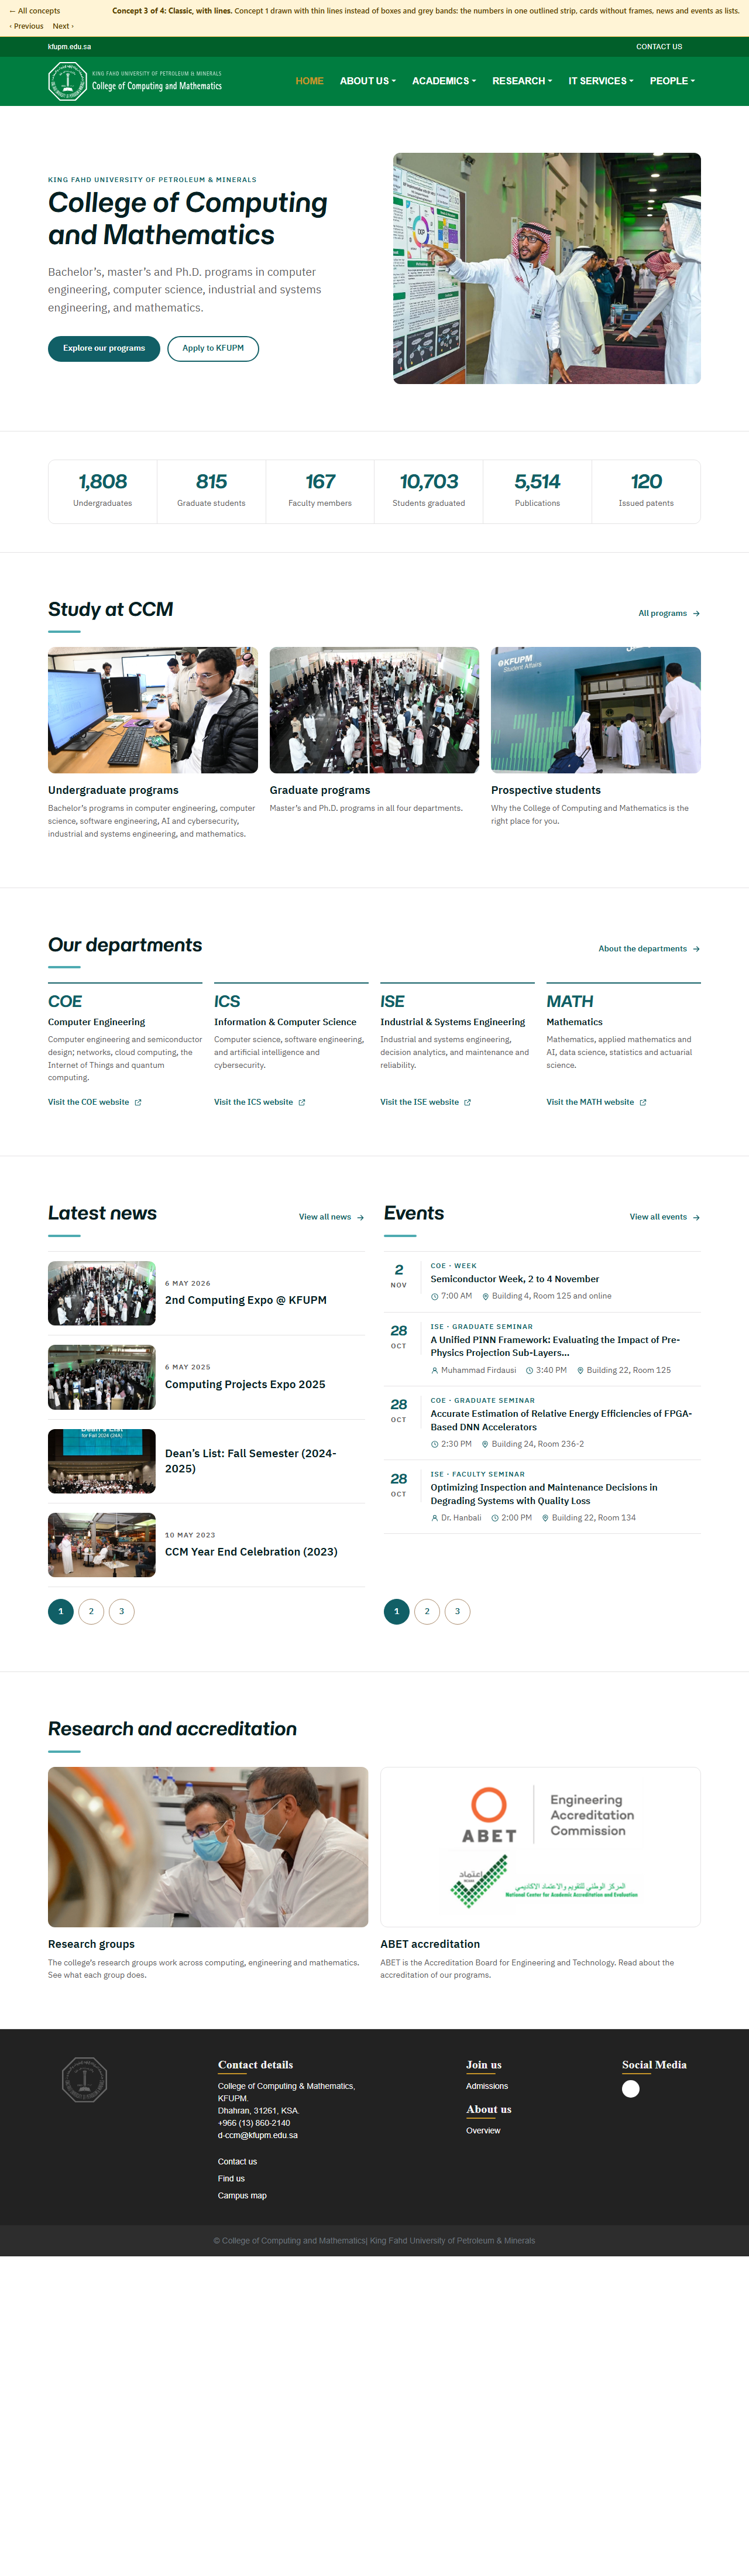 ← All concepts
Concept 3 of 4: Classic, with lines. Concept 1 drawn with thin lines instead of boxes and grey bands: the numbers in one outlined strip, cards without frames, news and events as lists.
‹ Previous Next ›
kfupm.edu.sa
CONTACT US
KING FAHD UNIVERSITY OF PETROLEUM & MINERALS
College of Computing and Mathematics
HOME ABOUT US ACADEMICS RESEARCH IT SERVICES PEOPLE
KING FAHD UNIVERSITY OF PETROLEUM & MINERALS
College of Computing
and Mathematics
Bachelor’s, master’s and Ph.D. programs in computer
engineering, computer science, industrial and systems
engineering, and mathematics.
Explore our programs
Apply to KFUPM
1,808 815 167 10,703 5,514 120
Undergraduates Graduate students Faculty members Students graduated Publications Issued patents
Study at CCM
All programs →
@KFUPM
Student Affairs
Undergraduate programs
Bachelor’s programs in computer engineering, computer
science, software engineering, AI and cybersecurity,
industrial and systems engineering, and mathematics.
Graduate programs
Master’s and Ph.D. programs in all four departments.
Prospective students
Why the College of Computing and Mathematics is the
right place for you.
Our departments
About the departments →
COE
Computer Engineering
Computer engineering and semiconductor
design; networks, cloud computing, the
Internet of Things and quantum
computing.
Visit the COE website
ICS
Information & Computer Science
Computer science, software engineering,
and artificial intelligence and
cybersecurity.
Visit the ICS website
ISE
Industrial & Systems Engineering
Industrial and systems engineering,
decision analytics, and maintenance and
reliability.
Visit the ISE website
MATH
Mathematics
Mathematics, applied mathematics and
AI, data science, statistics and actuarial
science.
Visit the MATH website
Latest news
View all news →
6 MAY 2026
2nd Computing Expo @ KFUPM
6 MAY 2025
Computing Projects Expo 2025
Dean's List
for Fall 2024 (24A)
Dean’s List: Fall Semester (2024-
2025)
10 MAY 2023
CCM Year End Celebration (2023)
1 2 3
Events
View all events →
2
NOV
COE · WEEK
Semiconductor Week, 2 to 4 November
7:00 AM Building 4, Room 125 and online
28
OCT
ISE · GRADUATE SEMINAR
A Unified PINN Framework: Evaluating the Impact of Pre-
Physics Projection Sub-Layers...
Muhammad Firdausi 3:40 PM Building 22, Room 125
28
OCT
COE · GRADUATE SEMINAR
Accurate Estimation of Relative Energy Efficiencies of FPGA-
Based DNN Accelerators
2:30 PM Building 24, Room 236-2
28
OCT
ISE · FACULTY SEMINAR
Optimizing Inspection and Maintenance Decisions in
Degrading Systems with Quality Loss
Dr. Hanbali 2:00 PM Building 22, Room 134
1 2 3
Research and accreditation
ABET
Engineering
Accreditation
Commission
اعتماد
المركز الوطني للتقويم والاعتماد الأكاديمي
National Center for Academic Accreditation and Evaluation
Research groups
The college’s research groups work across computing, engineering and mathematics.
See what each group does.
ABET accreditation
ABET is the Accreditation Board for Engineering and Technology. Read about the
accreditation of our programs.
Contact details
College of Computing & Mathematics,
KFUPM.
Dhahran, 31261, KSA.
+966 (13) 860-2140
d-ccm@kfupm.edu.sa
Contact us
Find us
Campus map
Join us
Admissions
About us
Overview
Social Media
© College of Computing and Mathematics| King Fahd University of Petroleum & Minerals